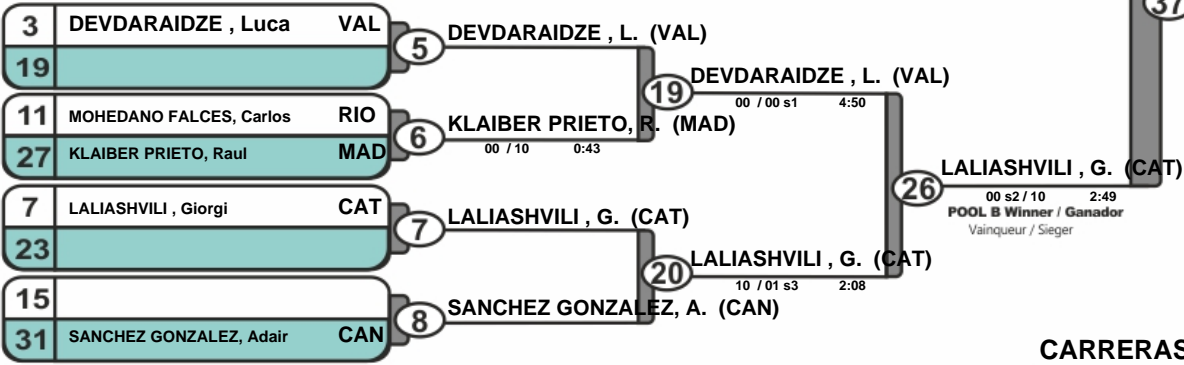 37
3 DEVDARAIDZE , Luca VAL
19
5
DEVDARAIDZE , L. (VAL)
11 MOHEDANO FALCES, Carlos RIO
27 KLAIBER PRIETO, Raul MAD
6
KLAIBER PRIETO, R. (MAD)
00 / 10 0:43
19
DEVDARAIDZE , L. (VAL)
00 / 00 s1 4:50
7 LALIASHVILI , Giorgi CAT
23
7
LALIASHVILI , G. (CAT)
15
31 SANCHEZ GONZALEZ, Adair CAN
8
SANCHEZ GONZALEZ, A. (CAN)
20
LALIASHVILI , G. (CAT)
10 / 01 s3 2:08
26
LALIASHVILI , G. (CAT)
00 s2 / 10 2:49
POOL B Winner / Ganador
Vainqueur / Sieger
CARRERAS